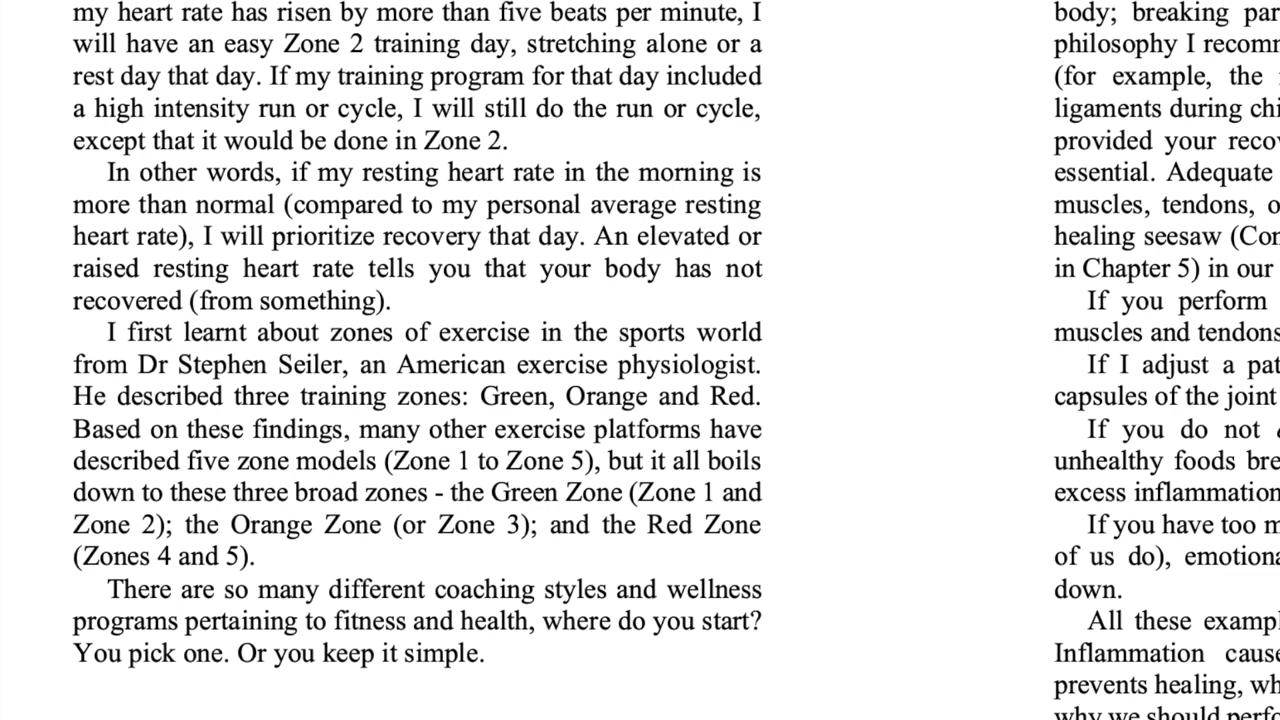 my heart rate has risen by more than five beats per minute, I
will have an easy Zone 2 training day, stretching alone or a
rest day that day. If my training program for that day included
a high intensity run or cycle, I will still do the run or cycle,
except that it would be done in Zone 2.
In other words, if my resting heart rate in the morning is
more than normal (compared to my personal average resting
heart rate), I will prioritize recovery that day. An elevated or
raised resting heart rate tells you that your body has not
recovered (from something).
I first learnt about zones of exercise in the sports world
from Dr Stephen Seiler, an American exercise physiologist.
He described three training zones: Green, Orange and Red.
Based on these findings, many other exercise platforms have
described five zone models (Zone 1 to Zone 5), but it all boils
down to these three broad zones - the Green Zone (Zone 1 and
Zone 2); the Orange Zone (or Zone 3); and the Red Zone
(Zones 4 and 5).
There are so many different coaching styles and wellness
programs pertaining to fitness and health, where do you start?
You pick one. Or you keep it simple.
body; breaking
philosophy I
(for example, the
ligaments during
provided your
essential. Adequate
muscles, tendons,
healing seesaw
in Chapter 5) in our
If you perform
muscles and tendons
If I adjust a
capsules of the joint
If you do not
unhealthy foods
excess inflammation
If you have too
of us do),
down.
All these
Inflammation
prevents healing,
why we should